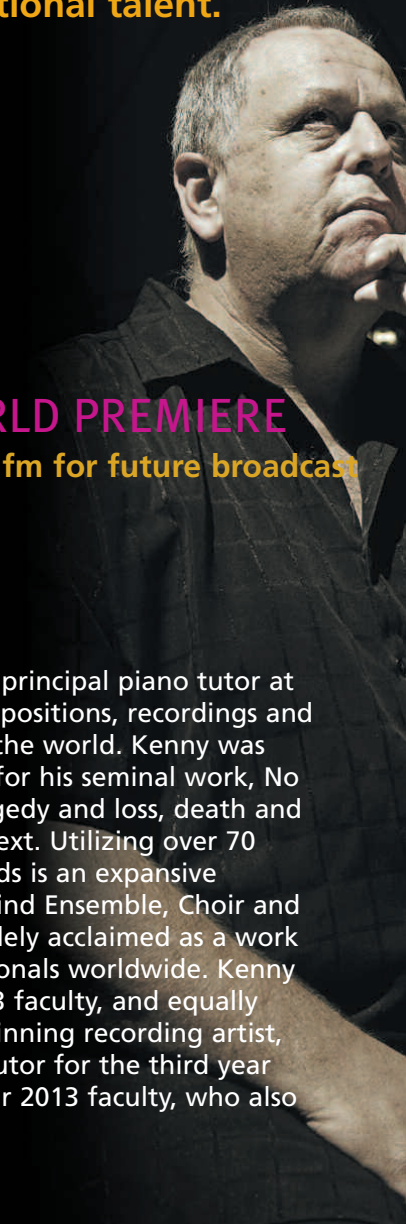 tional talent.
RLD PREMIERE
fm for future broadcast
principal piano tutor at
positions, recordings and
the world. Kenny was
for his seminal work, No
gedy and loss, death and
ext. Utilizing over 70
ds is an expansive
ind Ensemble, Choir and
dely acclaimed as a work
onals worldwide. Kenny
3 faculty, and equally
inning recording artist,
utor for the third year
r 2013 faculty, who also